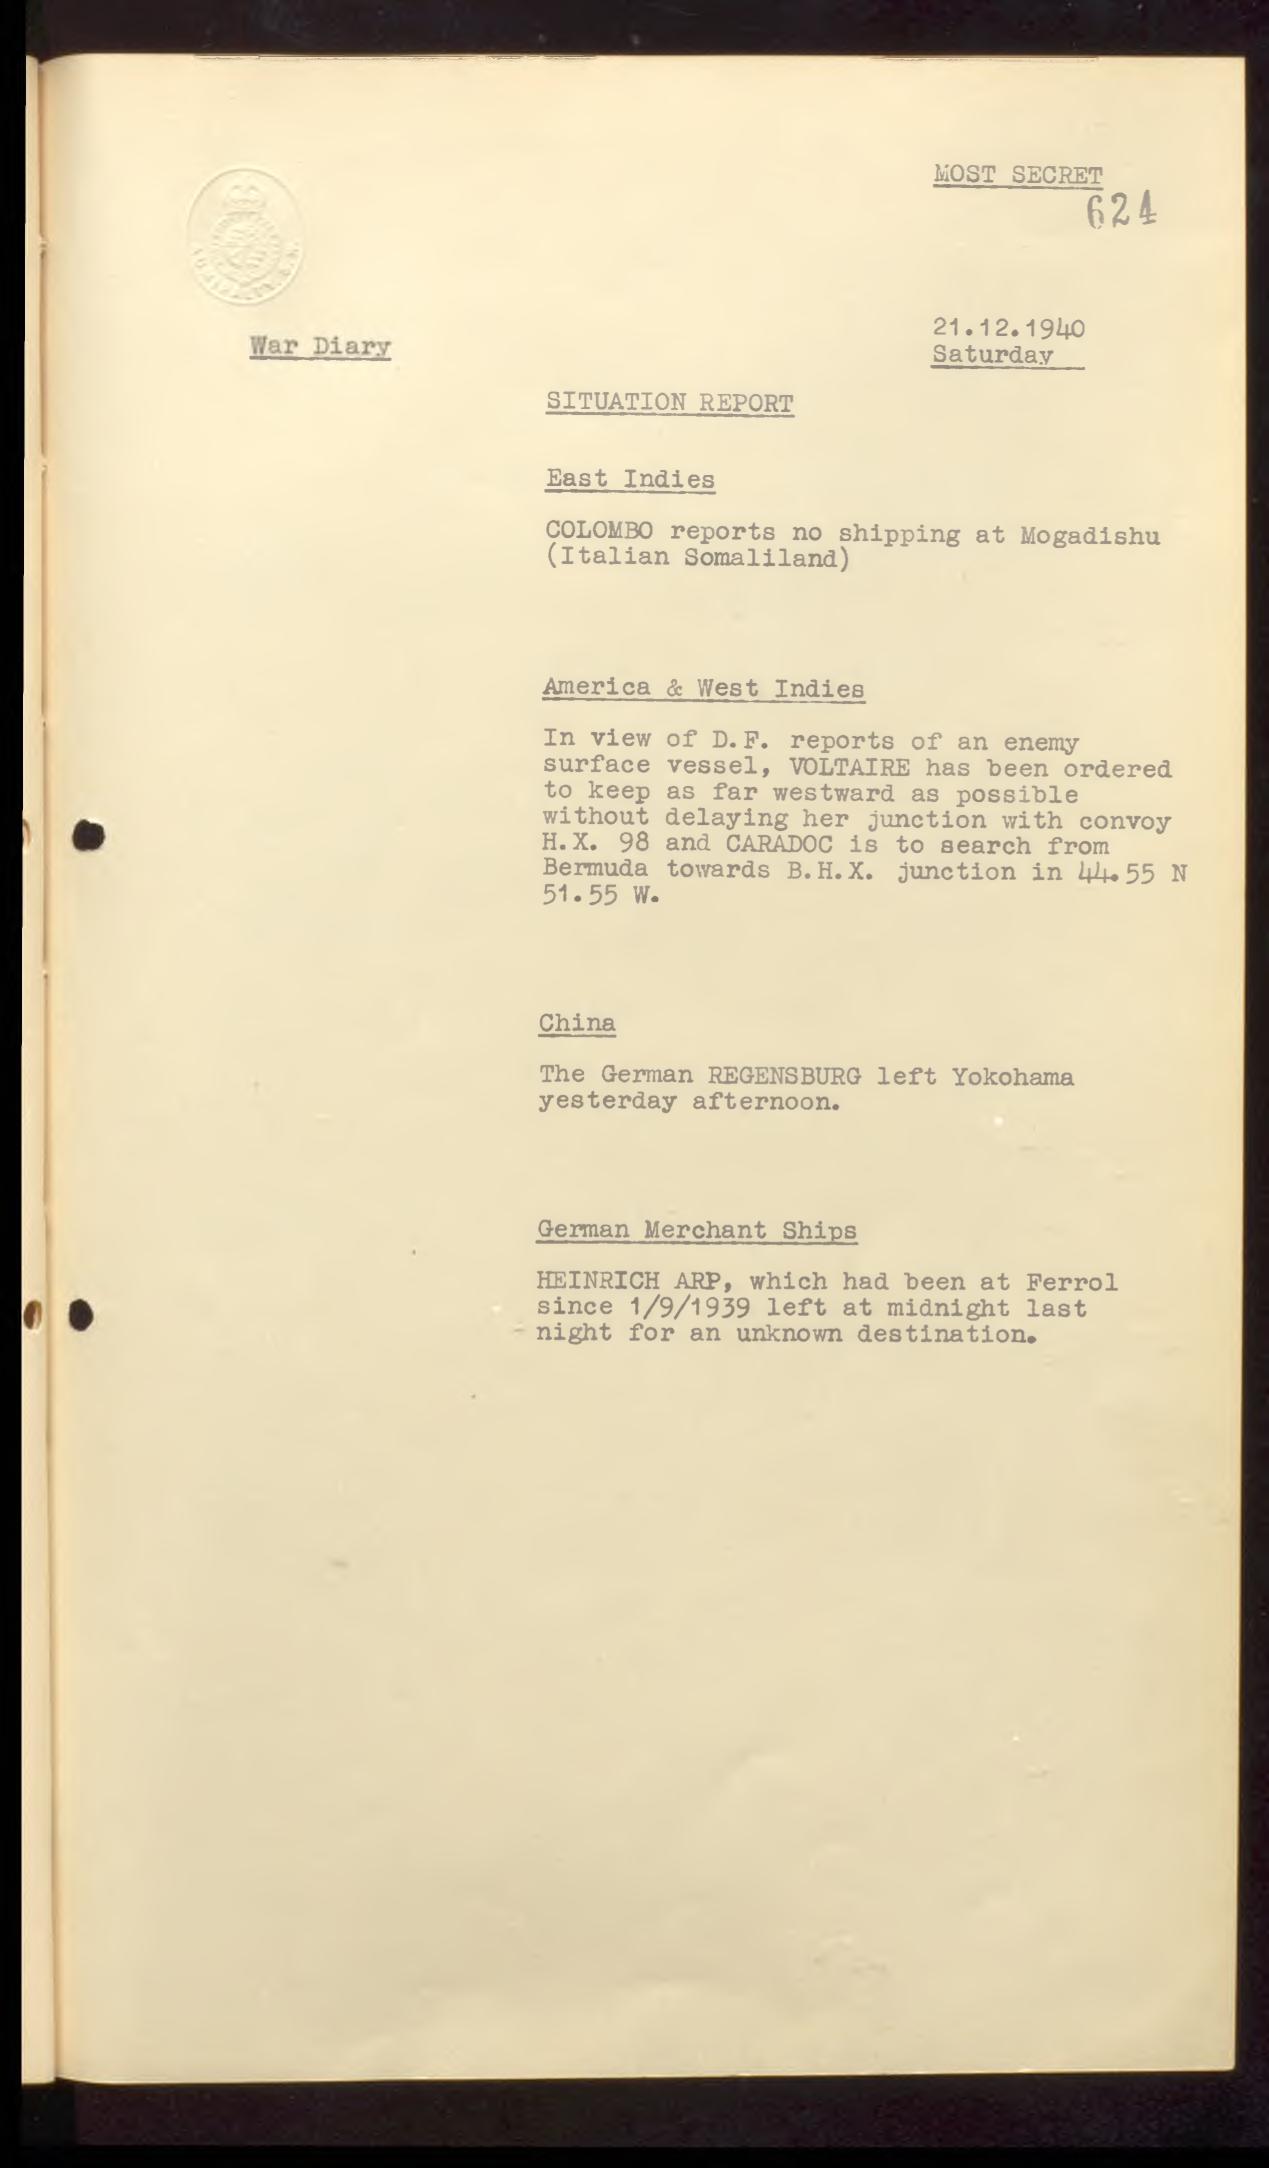 MOST SECRET
624
21.12.1940
War Diary
Saturday
SITUATION REPORT
East Indies
COLOMBO reports no shipping at Mogadishu
(Italian Somaliland)
America & West Indies
In view of D.F. reports of an enemy
surface vessel, VOLTAIRE has been ordered
to keep as far westward as possible
without delaying her junction with convoy
H.X. 98 and CARADOC is to search from
Bermuda towards B.H.X. junction in 44.55 N
51.55 W.
China
The German REGENSBURG left Yokohama
yesterday afternoon.
German Merchant Ships
HEINRICH ARP, which had been at Ferrol
since 1/9/1939 left at midnight last
night for an unknown destination.